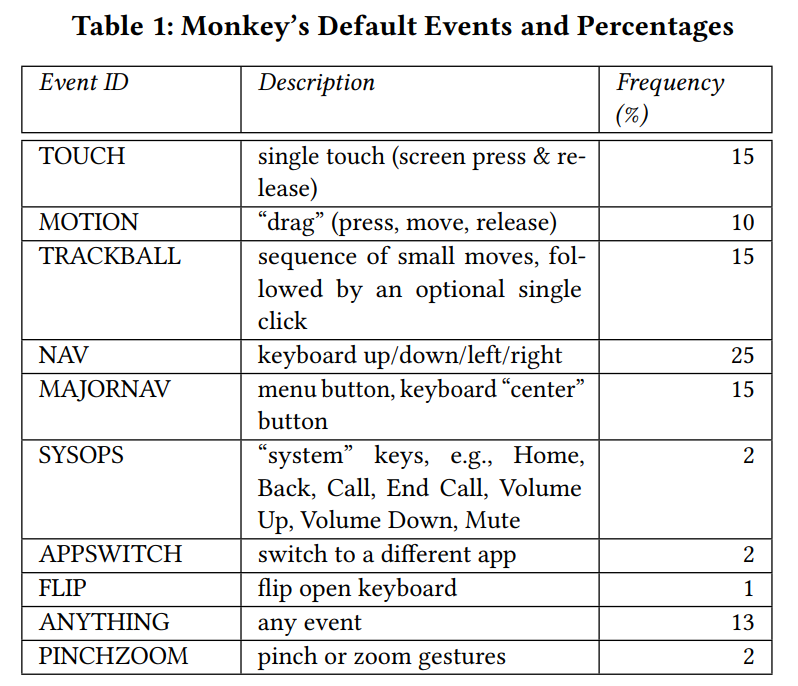 Table 1: Monkey's Default Events and Percentages
Event ID Description Frequency
(%)
TOUCH single touch (screen press & re- 15
lease)
MOTION “drag” (press, move, release) 10
TRACKBALL sequence of small moves, fol- 15
lowed by an optional single
click
NAV keyboard up/down/left/right 25
MAJORNAV menu button, keyboard “center” 15
button
SYSOPS “system” keys, e.g., Home, 2
Back, Call, End Call, Volume
Up, Volume Down, Mute
APPSWITCH switch to a different app 2
FLIP flip open keyboard 1
ANYTHING any event 13
PINCHZOOM pinch or zoom gestures 2